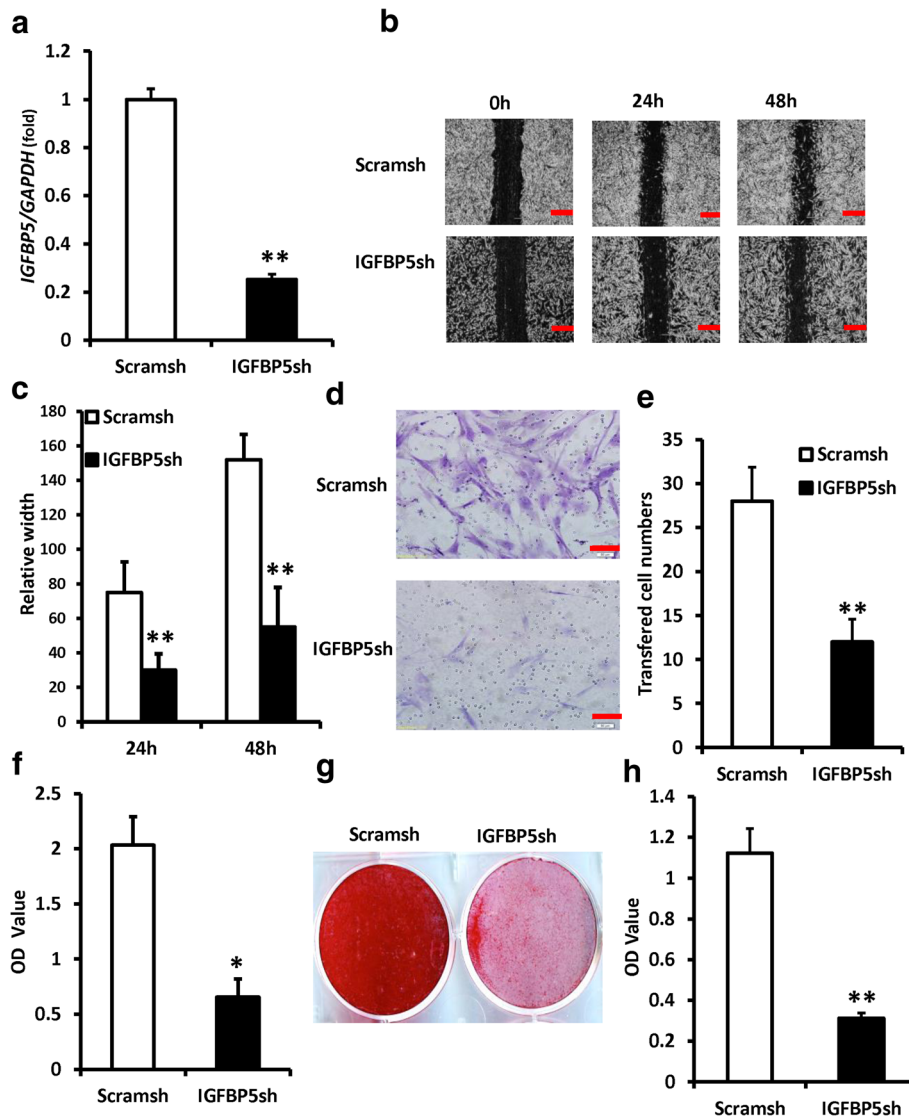 a
1.2
1
0.8
0.6
0.4
0.2
0
IGFBP5/GAPDH (fold)
**
Scramsh
IGFBP5sh
b
0h
24h
48h
Scramsh
IGFBP5sh
c
180
160
140
120
100
80
60
40
20
0
Relative width
Scramsh
IGFBP5sh
**
**
24h
48h
d
Scramsh
IGFBP5sh
e
35
30
25
20
15
10
5
0
Transfered cell numbers
Scramsh
IGFBP5sh
**
Scramsh
IGFBP5sh
f
2.5
2
1.5
1
0.5
0
OD Value
*
Scramsh
IGFBP5sh
g
Scramsh
IGFBP5sh
h
1.4
1.2
1
0.8
0.6
0.4
0.2
0
OD Value
**
Scramsh
IGFBP5sh